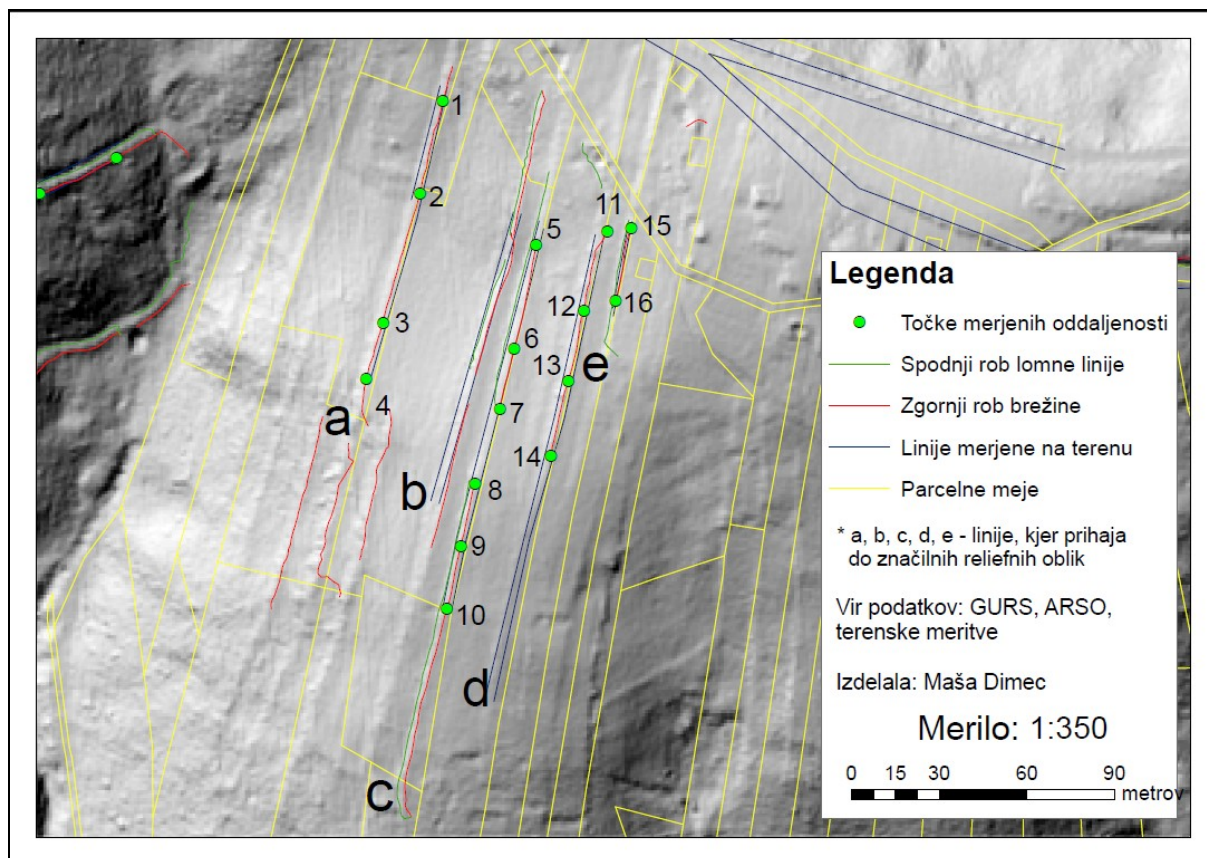 1
2
11
15
5
3
12
16
6
13
e
4
a
7
14
b
8
9
10
d
c
Legenda
Točke merjenih oddaljenosti
Spodnji rob lomne linije
Zgornji rob brežine
Linije merjene na terenu
Parcelne meje
* a, b, c, d, e - linije, kjer prihaja
do značilnih reliefnih oblik
Vir podatkov: GURS, ARSO,
terenske meritve
Izdelala: Maša Dimec
Merilo: 1:350
0 15 30 60 90
metrov